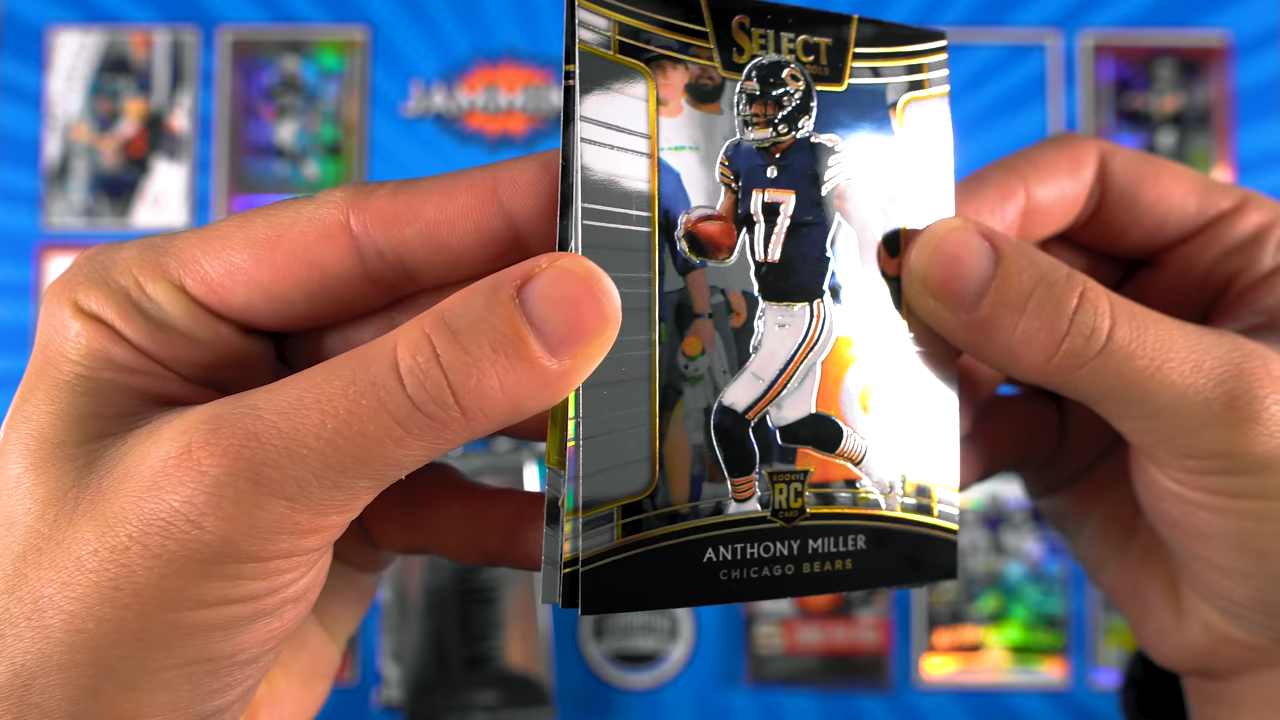 SELECT
17
ROOKIE
RC
CARD
ANTHONY MILLER
CHICAGO BEARS